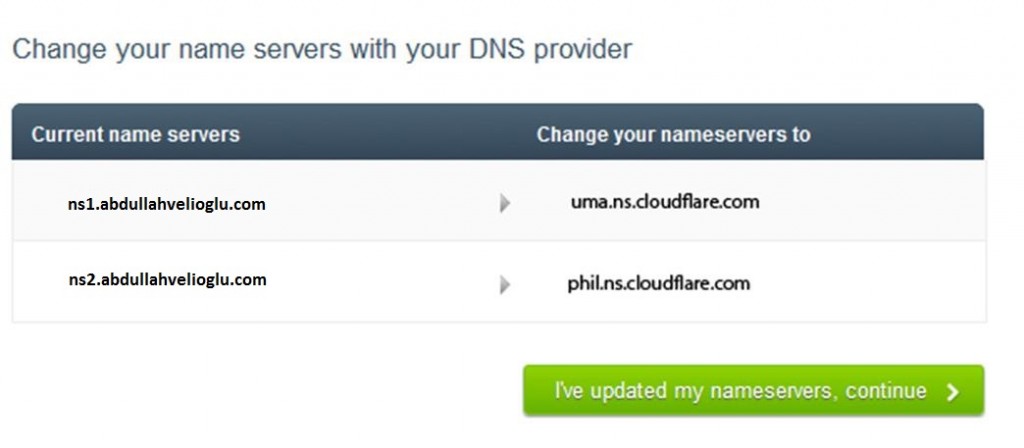 Change your name servers with your DNS provider
Current name servers
Change your nameservers to
ns1.abdullahvelioglu.com
uma.ns.cloudflare.com
ns2.abdullahvelioglu.com
phil.ns.cloudflare.com
I've updated my nameservers, continue